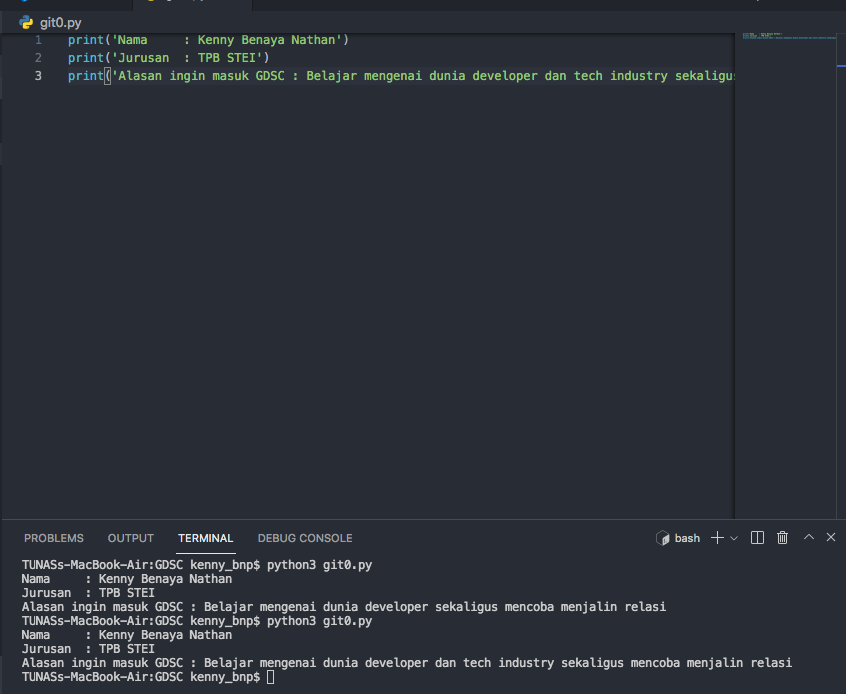 git0.py
1 print('Nama     : Kenny Benaya Nathan')
2 print('Jurusan  : TPB STEI')
3 print('Alasan ingin masuk GDSC : Belajar mengenai dunia developer dan tech industry sekaligus
PROBLEMS OUTPUT TERMINAL DEBUG CONSOLE bash
TUNASs-MacBook-Air:GDSC kenny_bnp$ python3 git0.py
Nama     : Kenny Benaya Nathan
Jurusan  : TPB STEI
Alasan ingin masuk GDSC : Belajar mengenai dunia developer sekaligus mencoba menjalin relasi
TUNASs-MacBook-Air:GDSC kenny_bnp$ python3 git0.py
Nama     : Kenny Benaya Nathan
Jurusan  : TPB STEI
Alasan ingin masuk GDSC : Belajar mengenai dunia developer dan tech industry sekaligus mencoba menjalin relasi
TUNASs-MacBook-Air:GDSC kenny_bnp$